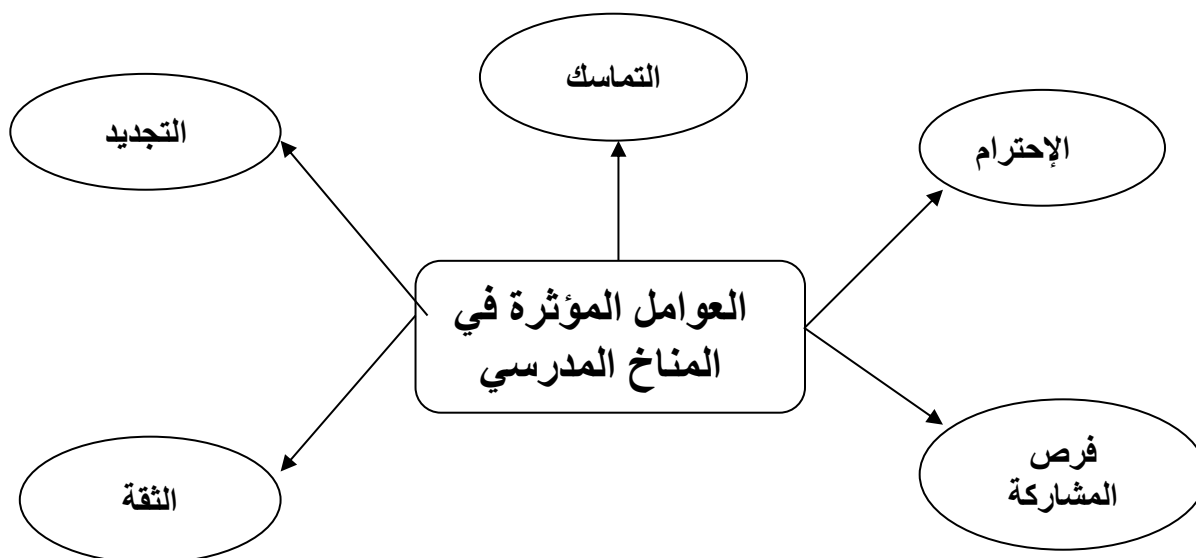 التماسك
الإحترام
التجديد
العوامل المؤثرة في
المناخ المدرسي
فرص
المشاركة
الثقة